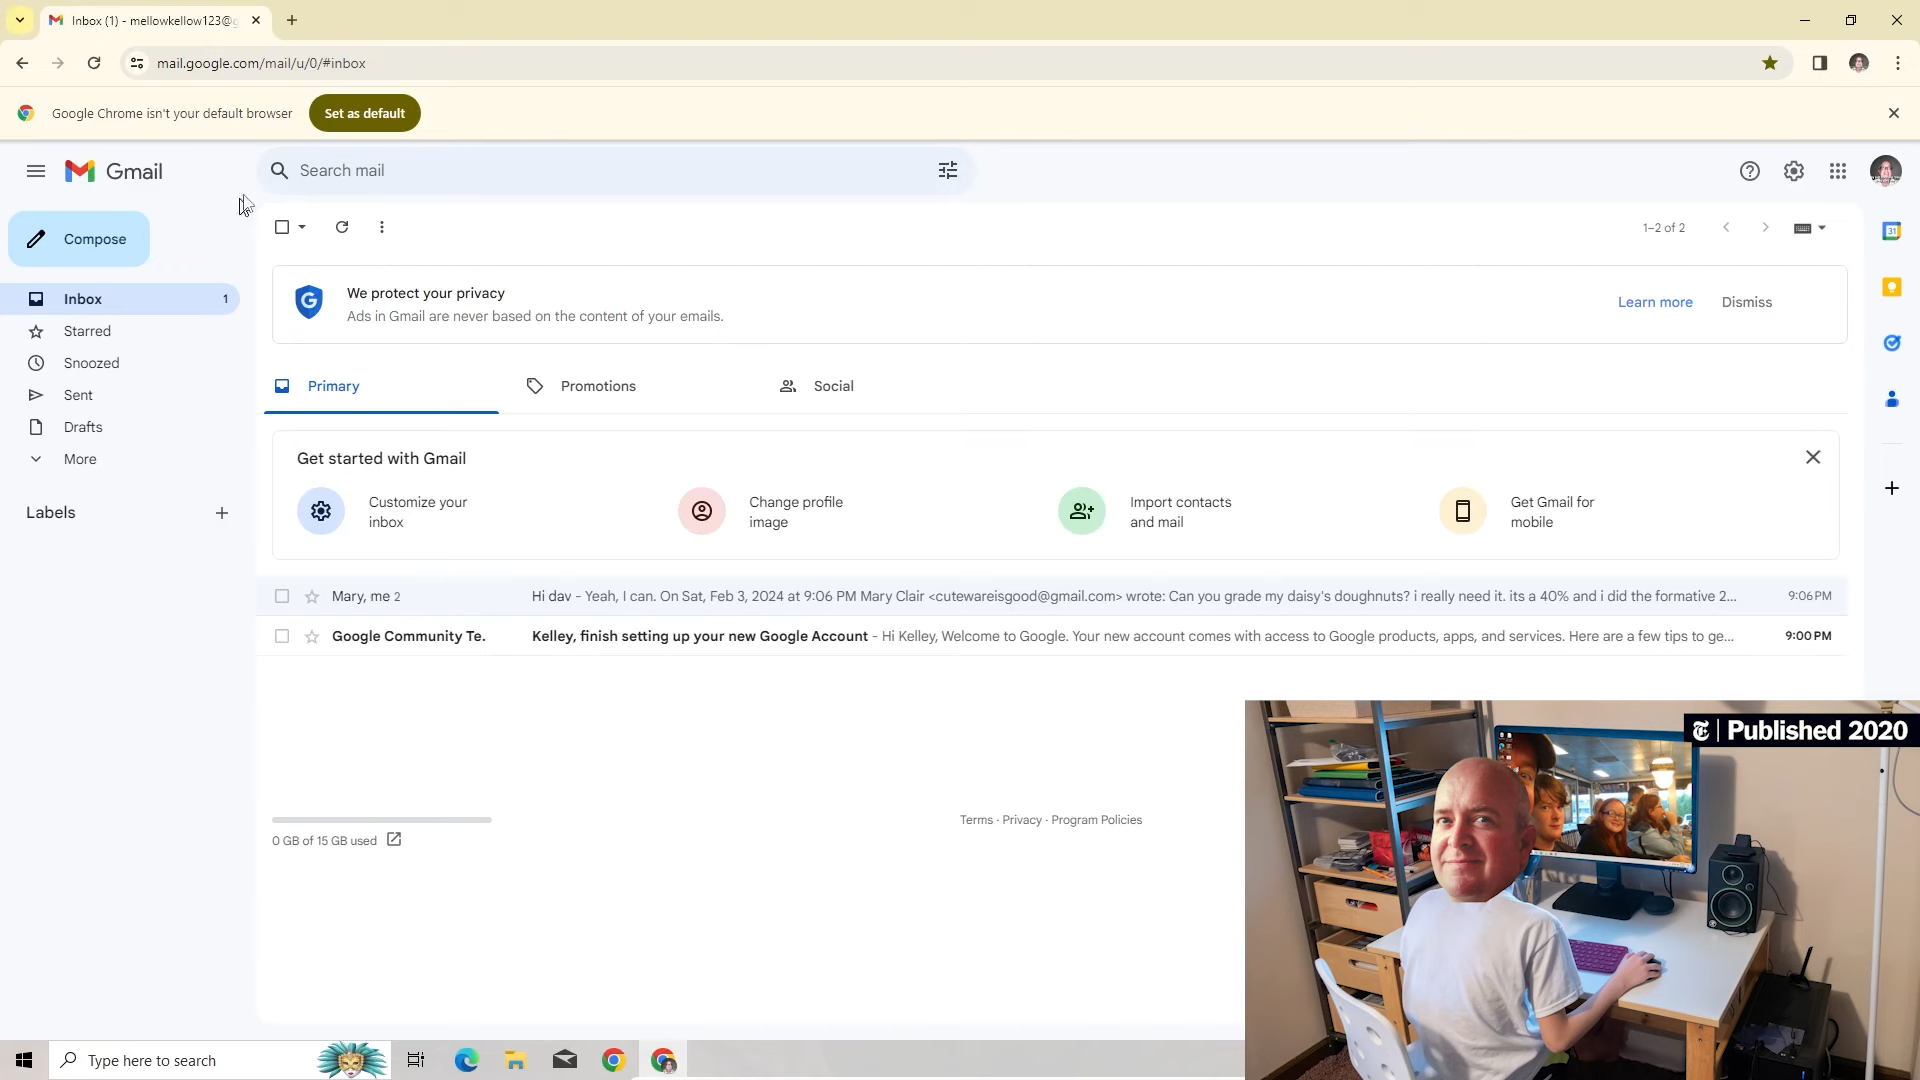 Inbox (1) - mellowkellow123@g
mail.google.com/mail/u/0/#inbox
Google Chrome isn't your default browser
Set as default
Gmail
Search mail
Compose
1–2 of 2
We protect your privacy
Ads in Gmail are never based on the content of your emails.
Learn more
Dismiss
Inbox
1
Starred
Snoozed
Sent
Drafts
More
Labels
Primary
Promotions
Social
Get started with Gmail
Customize your
inbox
Change profile
image
Import contacts
and mail
Get Gmail for
mobile
Mary, me 2
Hi dav - Yeah, I can. On Sat, Feb 3, 2024 at 9:06 PM Mary Clair <cutewareisgood@gmail.com> wrote: Can you grade my daisy's doughnuts? i really need it. its a 40% and i did the formative 2...
9:06 PM
Google Community Te.
Kelley, finish setting up your new Google Account - Hi Kelley, Welcome to Google. Your new account comes with access to Google products, apps, and services. Here are a few tips to ge...
9:00 PM
0 GB of 15 GB used
Terms · Privacy · Program Policies
T | Published 2020
31
Type here to search